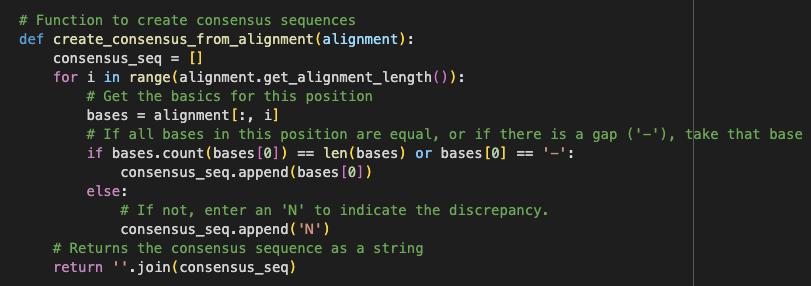 # Function to create consensus sequences
def create_consensus_from_alignment(alignment):
    consensus_seq = []
    for i in range(alignment.get_alignment_length()):
        # Get the basics for this position
        bases = alignment[:, i]
        # If all bases in this position are equal, or if there is a gap ('-'), take that base
        if bases.count(bases[0]) == len(bases) or bases[0] == '-':
            consensus_seq.append(bases[0])
        else:
            # If not, enter an 'N' to indicate the discrepancy.
            consensus_seq.append('N')
    # Returns the consensus sequence as a string
    return ''.join(consensus_seq)